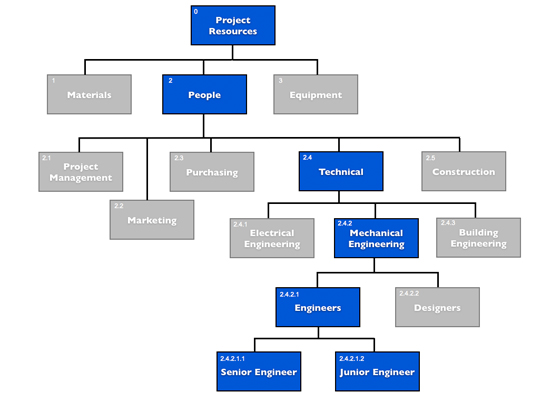 0
Project
Resources
1
Materials
2
People
3
Equipment
2.1
Project
Management
2.2
Marketing
2.3
Purchasing
2.4
Technical
2.5
Construction
2.4.1
Electrical
Engineering
2.4.2
Mechanical
Engineering
2.4.3
Building
Engineering
2.4.2.1
Engineers
2.4.2.2
Designers
2.4.2.1.1
Senior Engineer
2.4.2.1.2
Junior Engineer